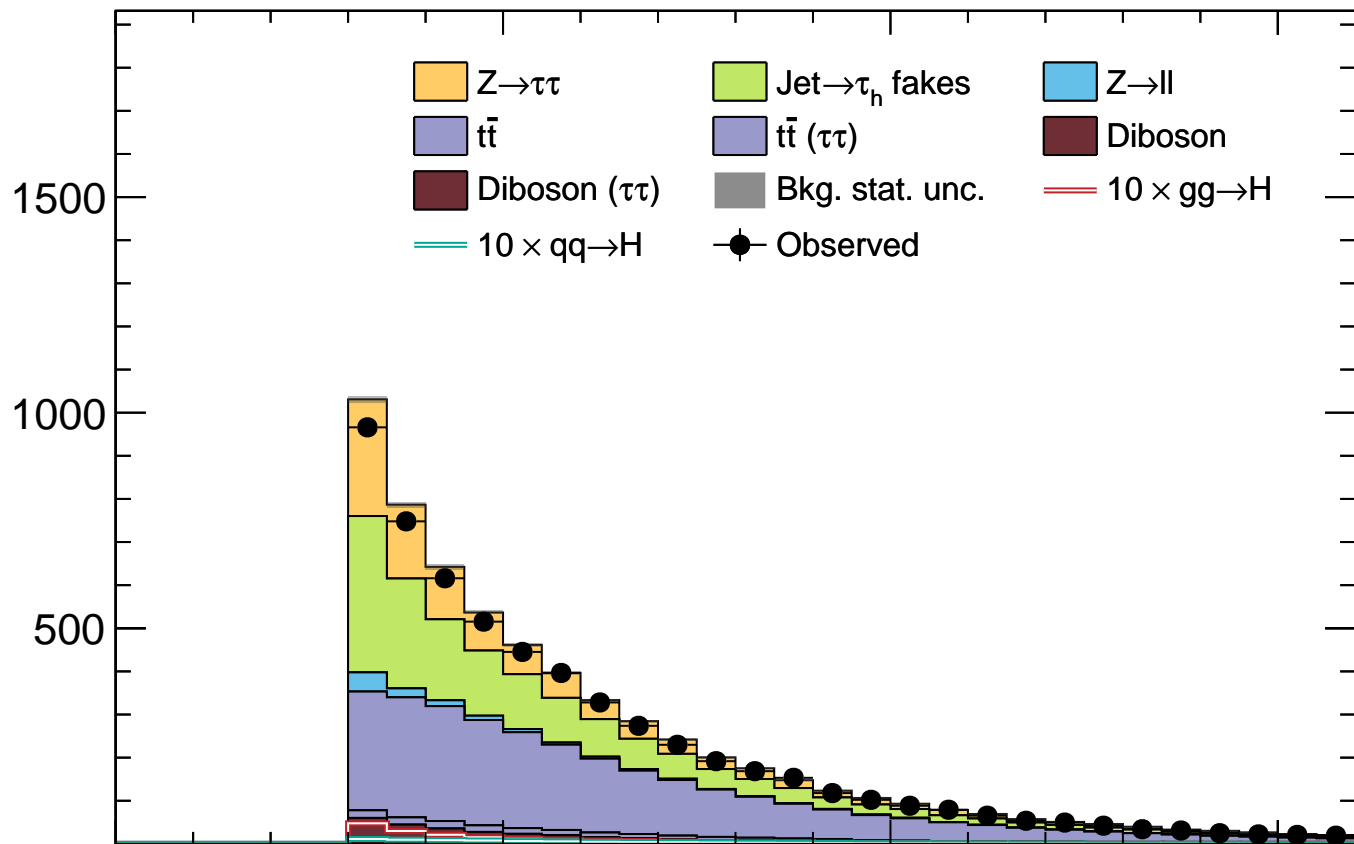 Z→ττ Jet→τₕ fakes Z→ll
tt̄ tt̄ (ττ) Diboson
1500
Diboson (ττ) Bkg. stat. unc. 10 × gg→H
10 × qq→H Observed
1000
500